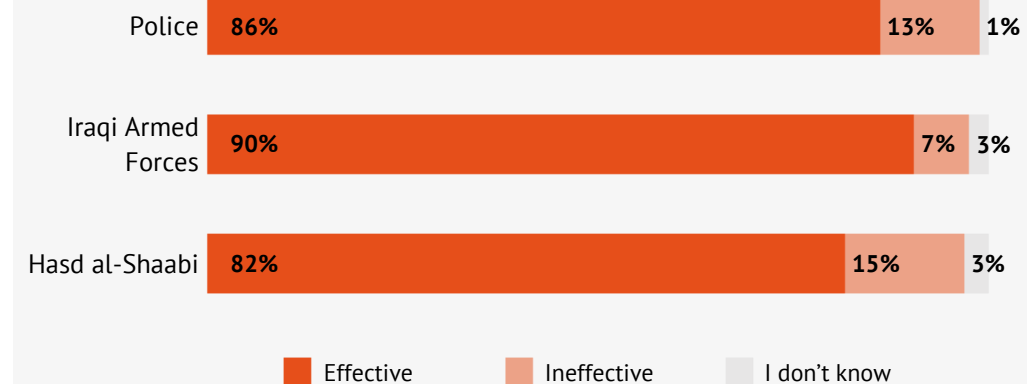 Police 86% 13% 1%
Iraqi Armed
Forces
90% 7% 3%
Hasd al-Shaabi 82% 15% 3%
Effective Ineffective I don't know